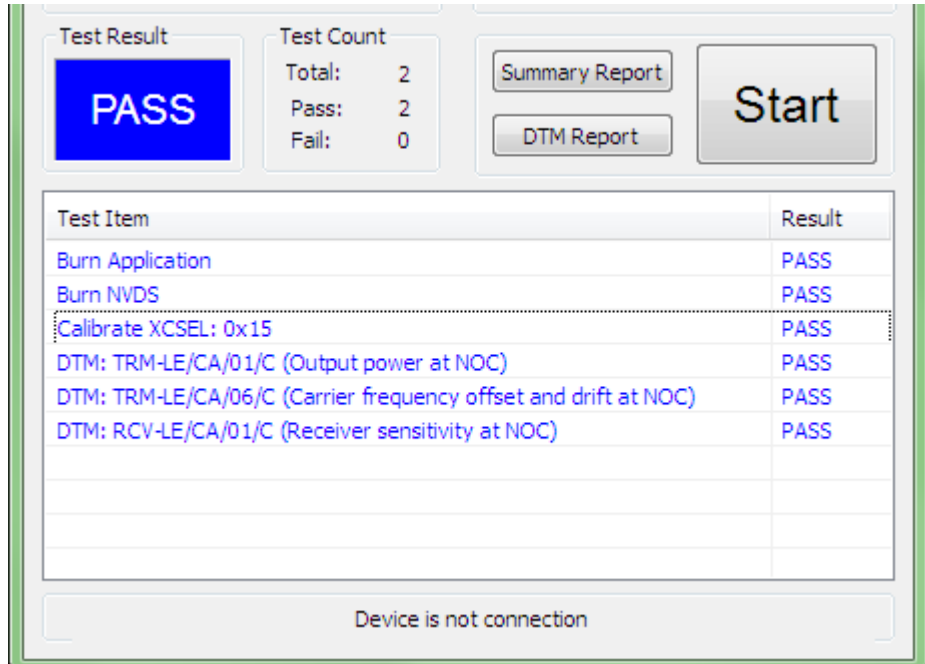 Test Result
PASS
Test Count
Total: 2
Pass: 2
Fail: 0
Summary Report
DTM Report
Start
Test Item Result
Burn Application PASS
Burn NVDS PASS
Calibrate XCSEL: 0x15 PASS
DTM: TRM-LE/CA/01/C (Output power at NOC) PASS
DTM: TRM-LE/CA/06/C (Carrier frequency offset and drift at NOC) PASS
DTM: RCV-LE/CA/01/C (Receiver sensitivity at NOC) PASS
Device is not connection